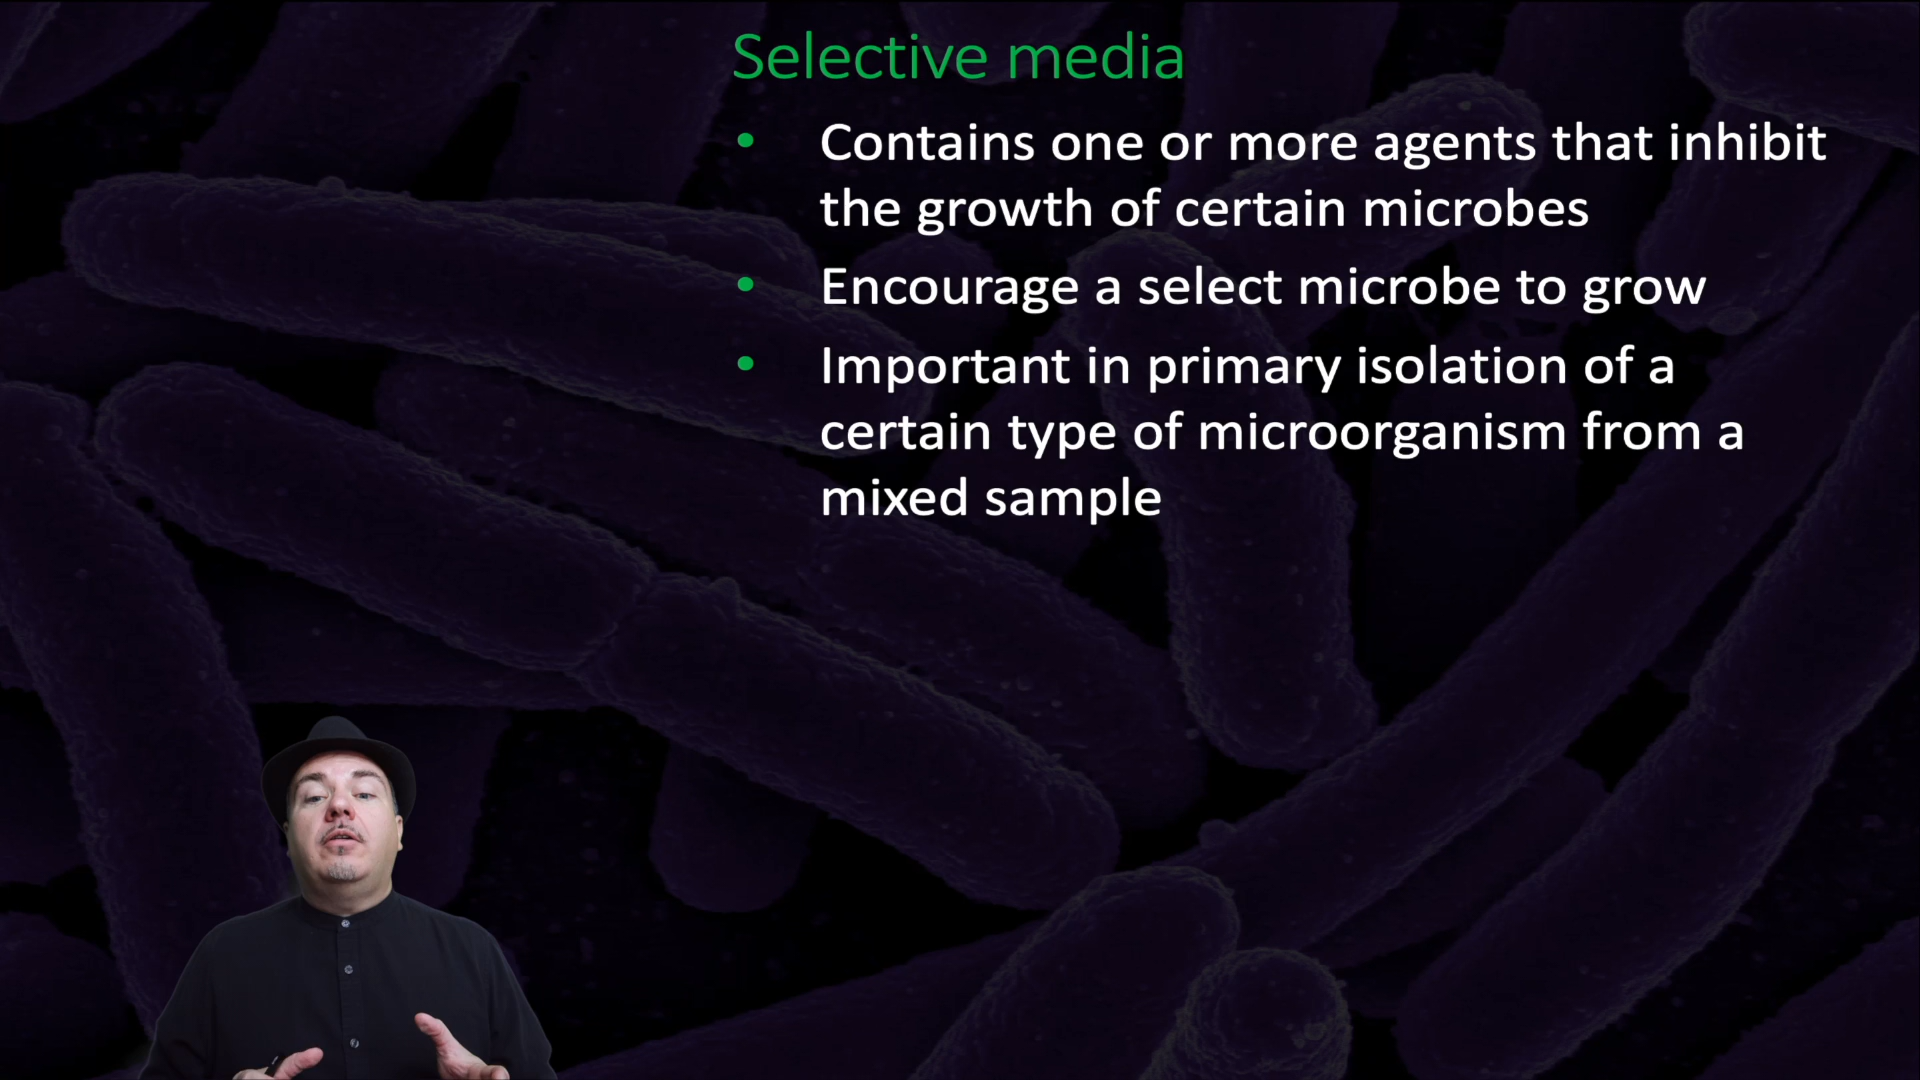 Selective media
• Contains one or more agents that inhibit
the growth of certain microbes
• Encourage a select microbe to grow
• Important in primary isolation of a
certain type of microorganism from a
mixed sample